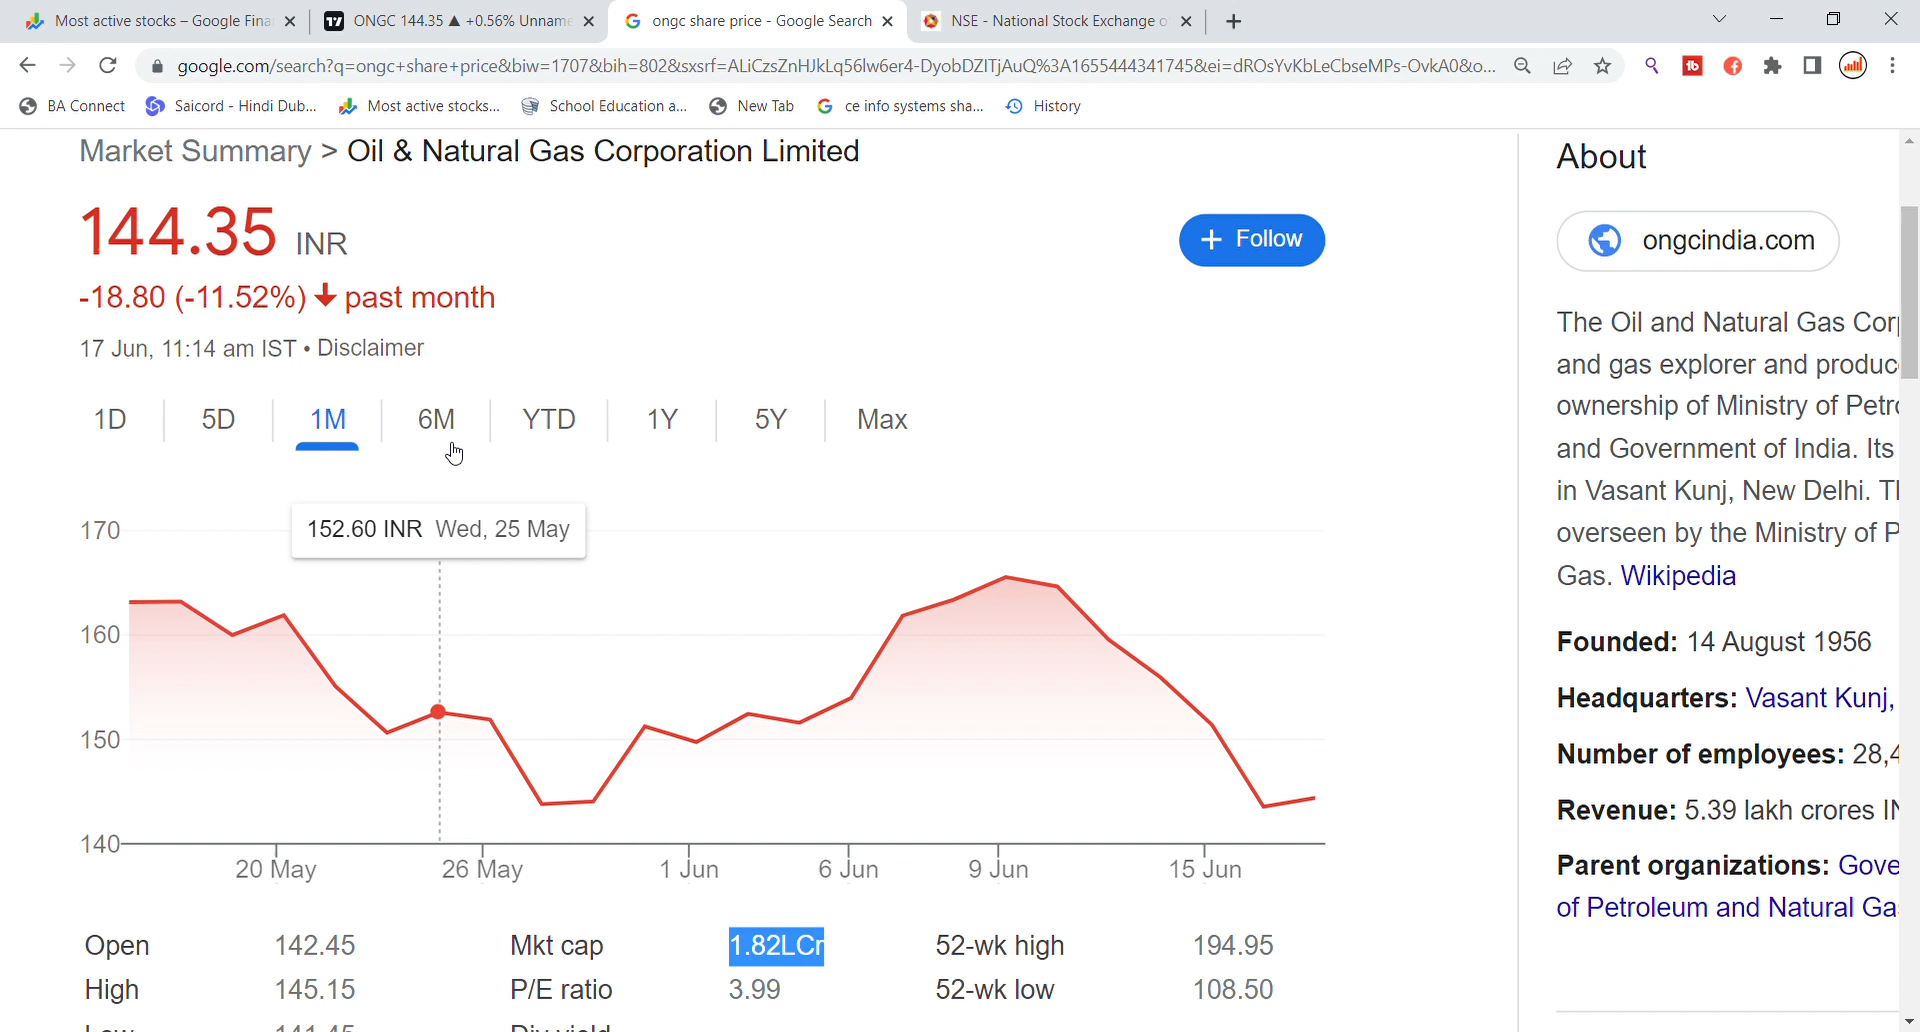 Most active stocks – Google Fina
ONGC 144.35 ▲ +0.56% Unname
ongc share price - Google Search
NSE - National Stock Exchange o
google.com/search?q=ongc+share+price&biw=1707&bih=802&sxsrf=ALiCzsZnHJkLq56lw6er4-DyobDZITjAuQ%3A1655444341745&ei=dROsYvKbLeCbseMPs-OvkA0&o...
BA Connect
Saicord - Hindi Dub...
Most active stocks...
School Education a...
New Tab
ce info systems sha...
History
Market Summary > Oil & Natural Gas Corporation Limited
144.35 INR
+ Follow
-18.80 (-11.52%) ↓ past month
17 Jun, 11:14 am IST • Disclaimer
1D 5D 1M 6M YTD 1Y 5Y Max
152.60 INR Wed, 25 May
170
160
150
140
20 May 26 May 1 Jun 6 Jun 9 Jun 15 Jun
Open 142.45 Mkt cap 1.82LCr 52-wk high 194.95
High 145.15 P/E ratio 3.99 52-wk low 108.50
About
ongcindia.com
The Oil and Natural Gas Cor
and gas explorer and produc
ownership of Ministry of Petr
and Government of India. Its
in Vasant Kunj, New Delhi. T
overseen by the Ministry of P
Gas. Wikipedia
Founded: 14 August 1956
Headquarters: Vasant Kunj,
Number of employees: 28,4
Revenue: 5.39 lakh crores IN
Parent organizations: Gove
of Petroleum and Natural Ga